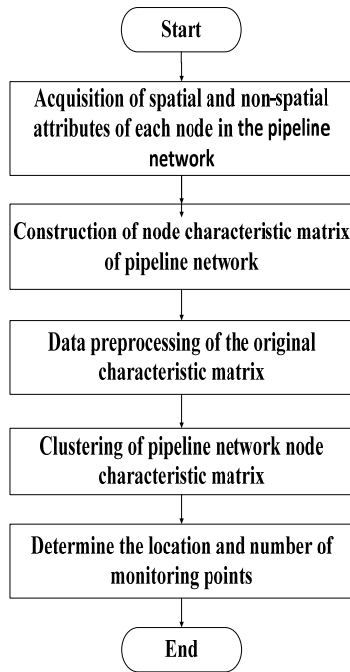 Start
Acquisition of spatial and non-spatial
attributes of each node in the pipeline
network
Construction of node characteristic matrix
of pipeline network
Data preprocessing of the original
characteristic matrix
Clustering of pipeline network node
characteristic matrix
Determine the location and number of
monitoring points
End